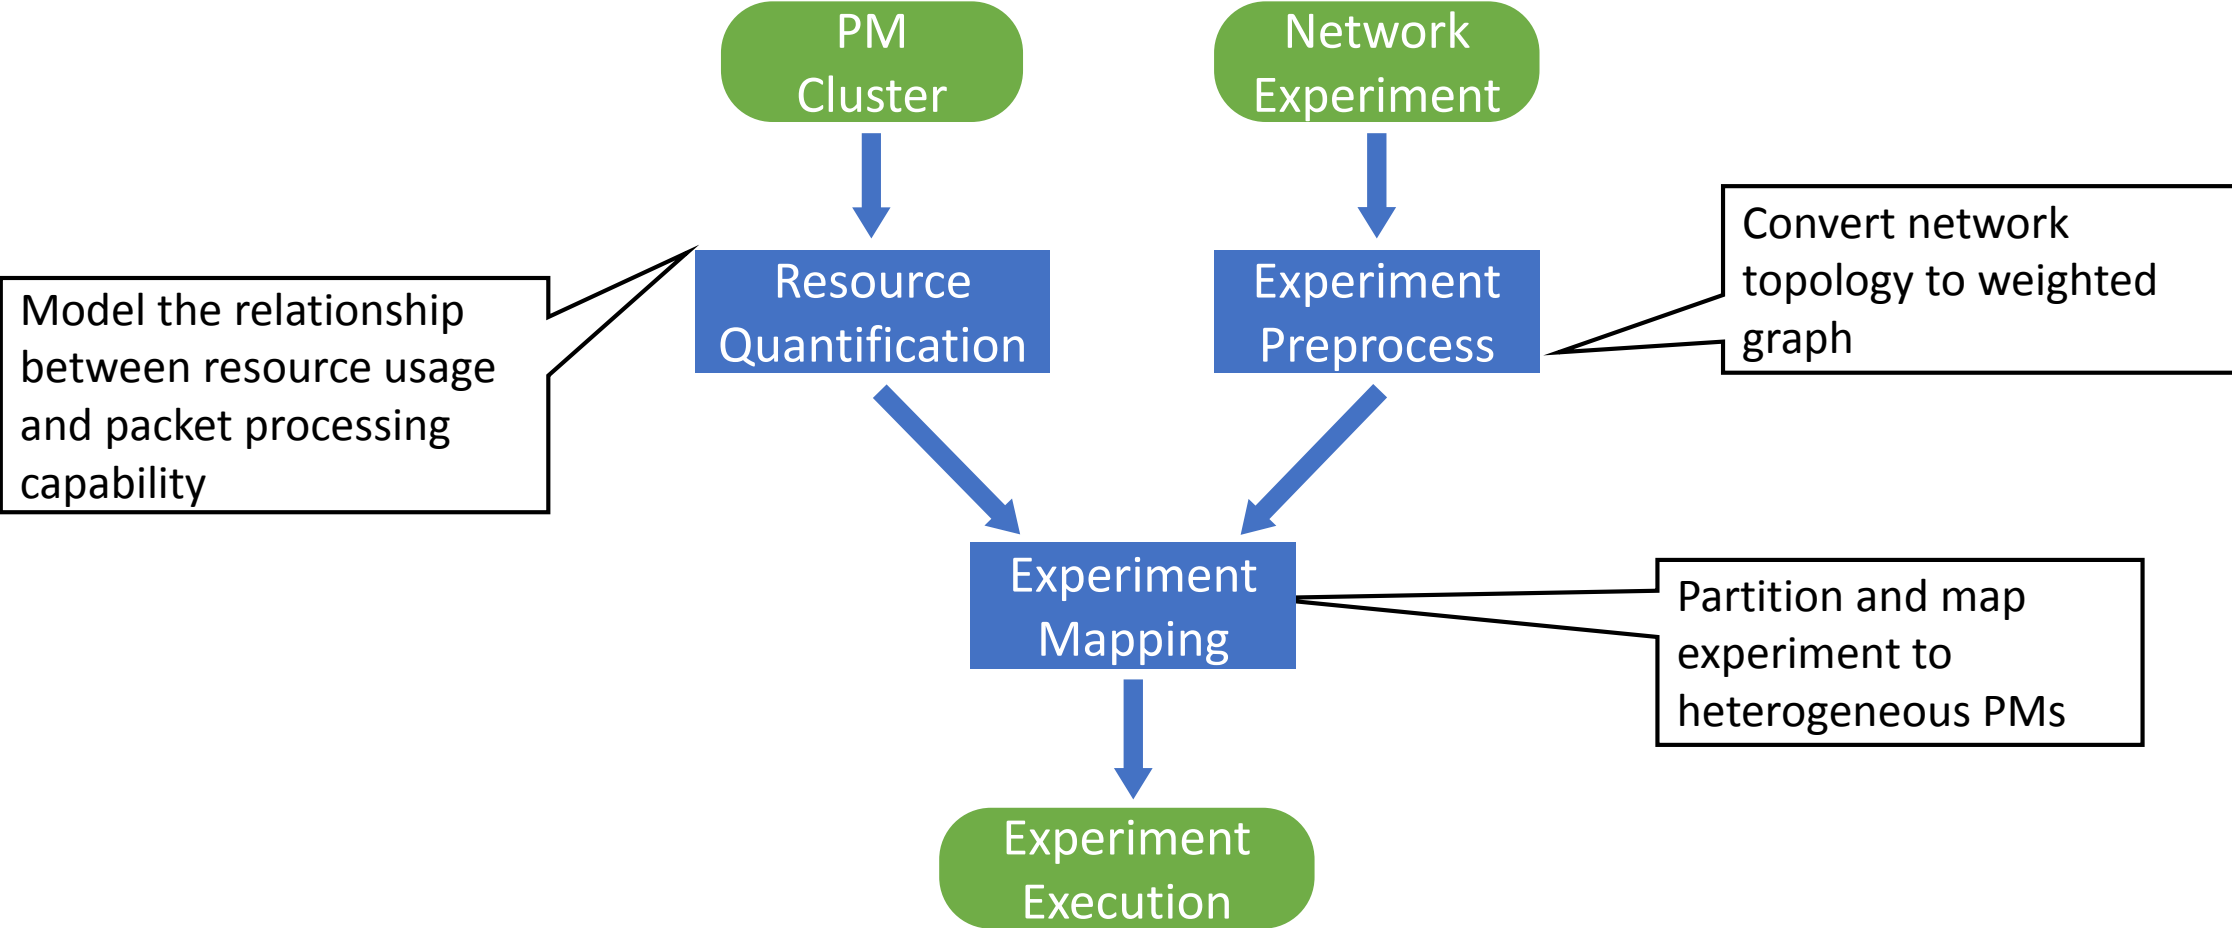 PM
Cluster
Network
Experiment
Resource
Quantification
Experiment
Preprocess
Convert network
topology to weighted
graph
Model the relationship
between resource usage
and packet processing
capability
Experiment
Mapping
Partition and map
experiment to
heterogeneous PMs
Experiment
Execution